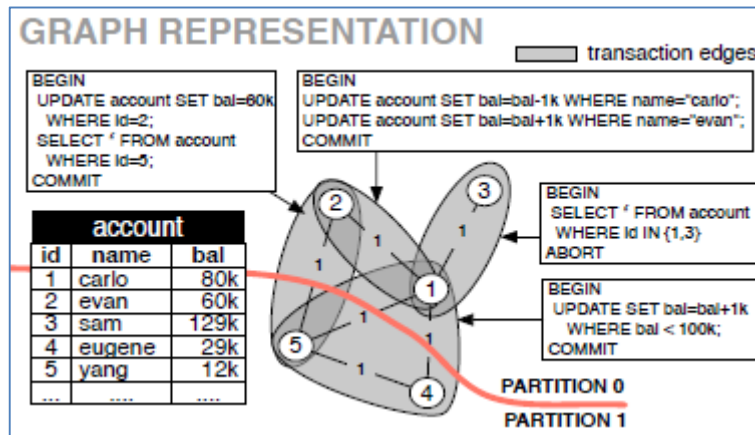 GRAPH REPRESENTATION
transaction edges
BEGIN
UPDATE account SET bal=60k
WHERE id=2;
SELECT * FROM account
WHERE id=5;
COMMIT
BEGIN
UPDATE account SET bal=bal-1k WHERE name="carlo";
UPDATE account SET bal=bal+1k WHERE name="evan";
COMMIT
BEGIN
SELECT * FROM account
WHERE id IN {1,3}
ABORT
BEGIN
UPDATE SET bal=bal+1k
WHERE bal < 100k;
COMMIT
account
id name bal
1 carlo 80k
2 evan 60k
3 sam 129k
4 eugene 29k
5 yang 12k
... .... ....
2
3
1
5
4
1
1
1
1
1
1
PARTITION 0
PARTITION 1